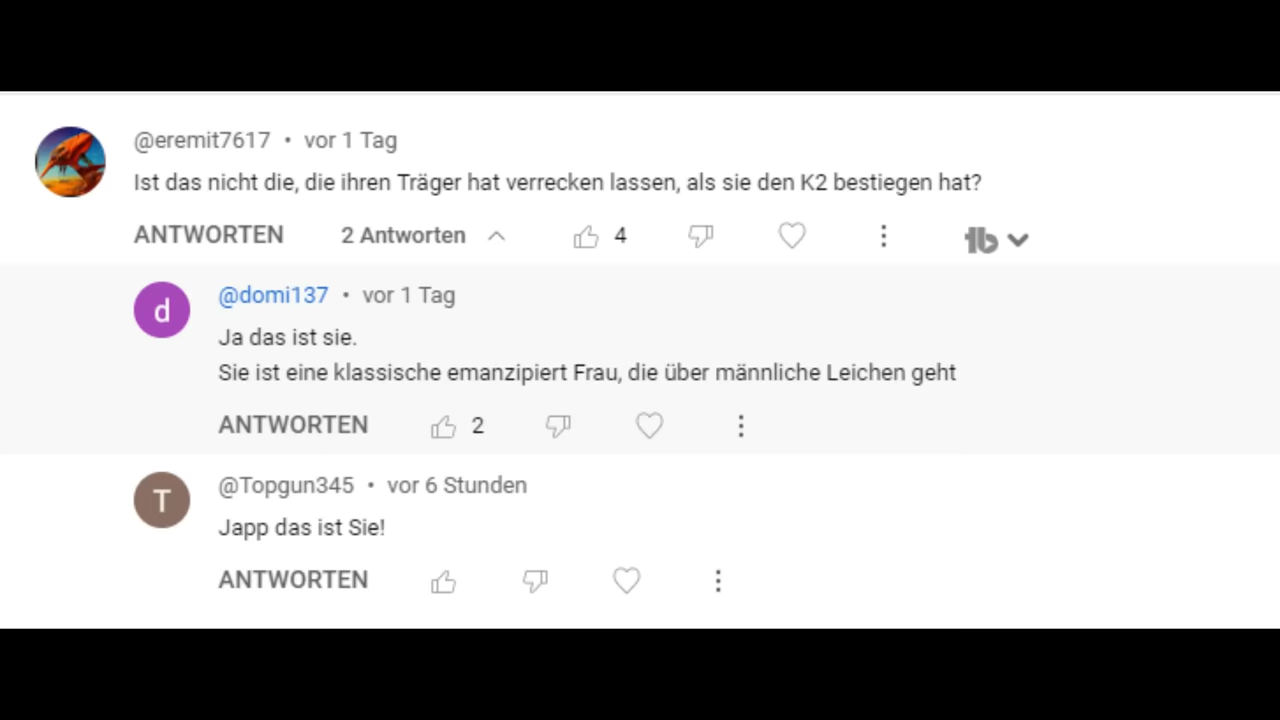 @eremit7617 • vor 1 Tag
Ist das nicht die, die ihren Träger hat verrecken lassen, als sie den K2 bestiegen hat?
ANTWORTEN 2 Antworten 4 tb
d
@domi137 • vor 1 Tag
Ja das ist sie.
Sie ist eine klassische emanzipiert Frau, die über männliche Leichen geht
ANTWORTEN 2
T
@Topgun345 • vor 6 Stunden
Japp das ist Sie!
ANTWORTEN